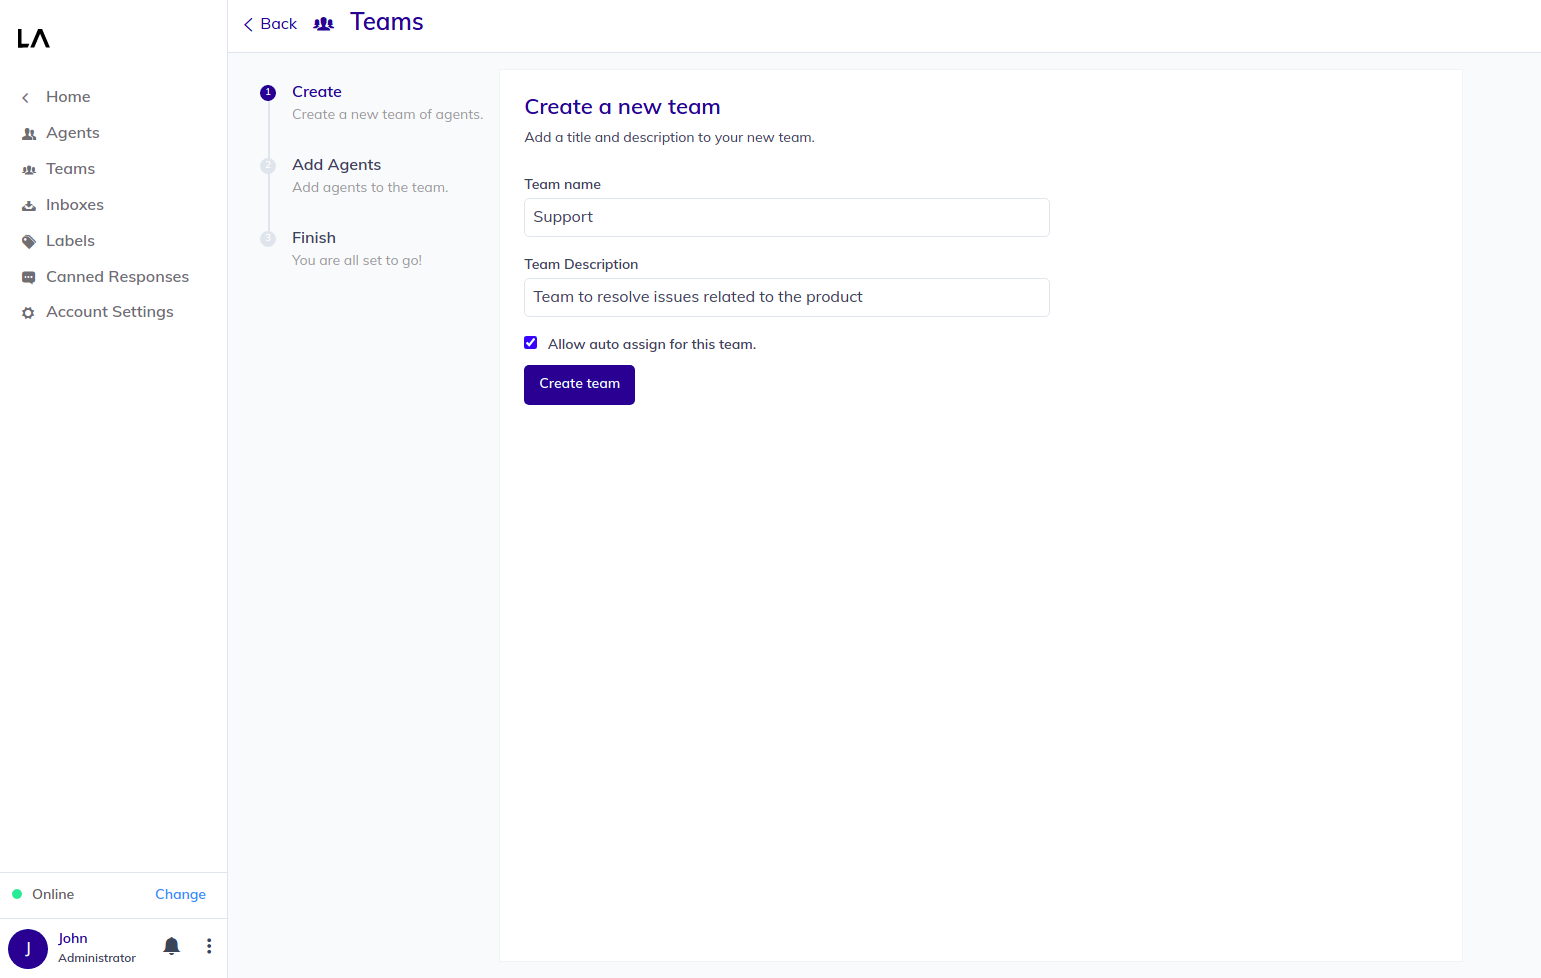 LA
Home
Agents
Teams
Inboxes
Labels
Canned Responses
Account Settings
Online Change
J
John
Administrator
Back Teams
1 Create
Create a new team of agents.
2 Add Agents
Add agents to the team.
3 Finish
You are all set to go!
Create a new team
Add a title and description to your new team.
Team name
Support
Team Description
Team to resolve issues related to the product
Allow auto assign for this team.
Create team